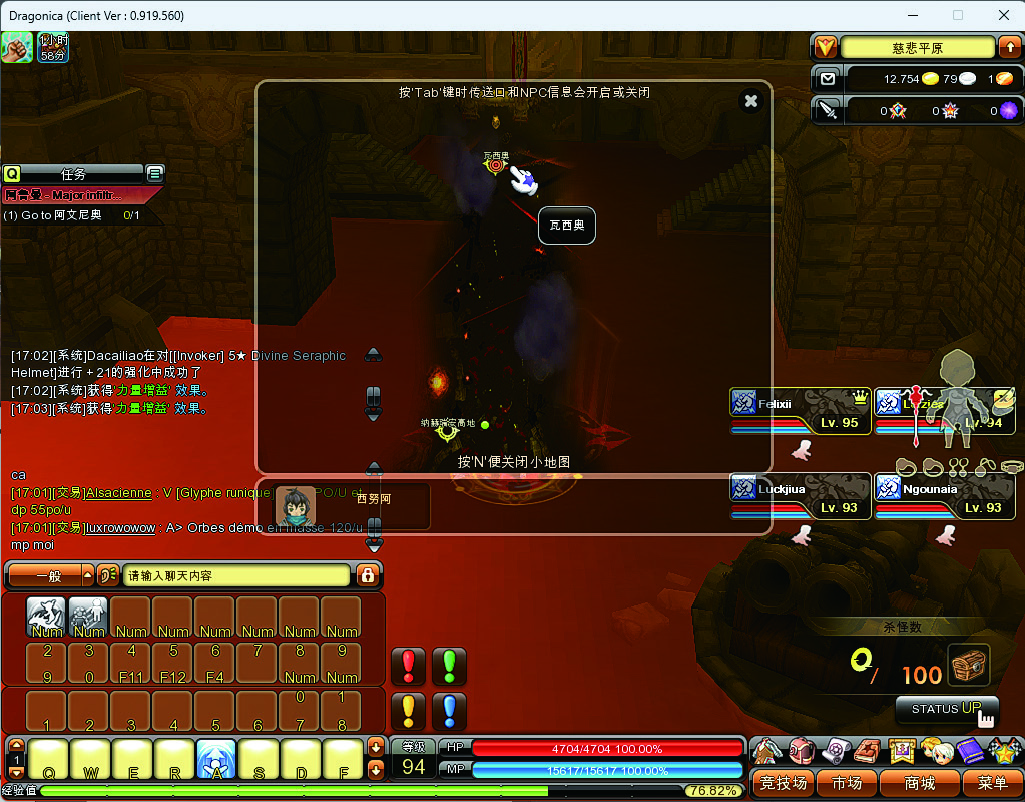 Dragonica (Client Ver : 0.919.560)
1小时
58分
慈悲平原
12.754 79 1
0 0 0
按'Tab'键时传送口和NPC信息会开启或关闭
瓦西奥
瓦西奥
Q 任务
阿鲁曼 - Major infiltr...
(1) Go to 阿文尼奥 0/1
[17:02][系统]Dacailiao在对[[Invoker] 5★ Divine Seraphic
Helmet]进行 + 21的强化中成功了
[17:02][系统]获得'力量增益' 效果。
[17:03][系统]获得'力量增益' 效果。
按'N'便关闭小地图
西努阿
ca
[17:01][交易]Alsacienne : V [Glyphe runique] PO/U et
dp 55po/u
[17:01][交易]luxrowowow : A> Orbes démo en masse 120/u
mp moi
Felixii
Lv. 95
Lv. 94
Luckjiua
Lv. 93
Ngounaia
Lv. 93
一般 请输入聊天内容
Num Num Num Num Num Num Num Num
2 3 4 5 6 7 8 9
9 0 F11 F12 F4 Num Num
0 1
1 2 3 4 5 6 7 8
杀怪数
0/ 100
STATUS UP
1 Q W E R A S D F
等级
94
HP 4704/4704 100.00%
MP 15617/15617 100.00%
经验值 76.82%
竞技场 市场 商城 菜单